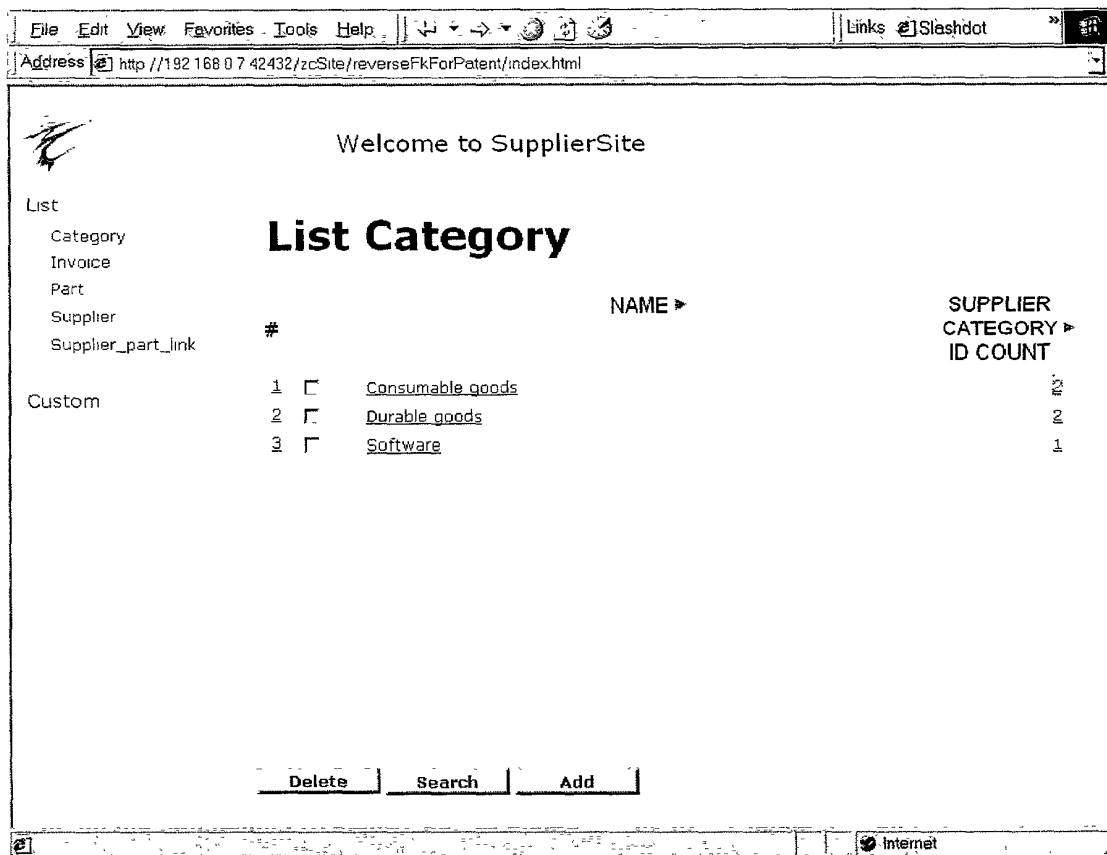 File Edit View Favorites Tools Help Links Slashdot »
Address http //192 168 0 7 42432/zcSite/reverseFkForPatent/index.html
Welcome to SupplierSite
List
Category
Invoice
Part
Supplier
Supplier_part_link
Custom
List Category
# NAME SUPPLIER
CATEGORY
ID COUNT
1 Consumable goods 2
2 Durable goods 2
3 Software 1
Delete Search Add
Internet